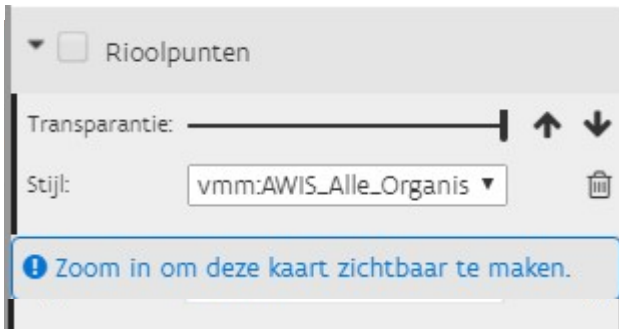 Rioolpunten
Transparantie:
Stijl: vmm:AWIS_Alle_Organis
Zoom in om deze kaart zichtbaar te maken.